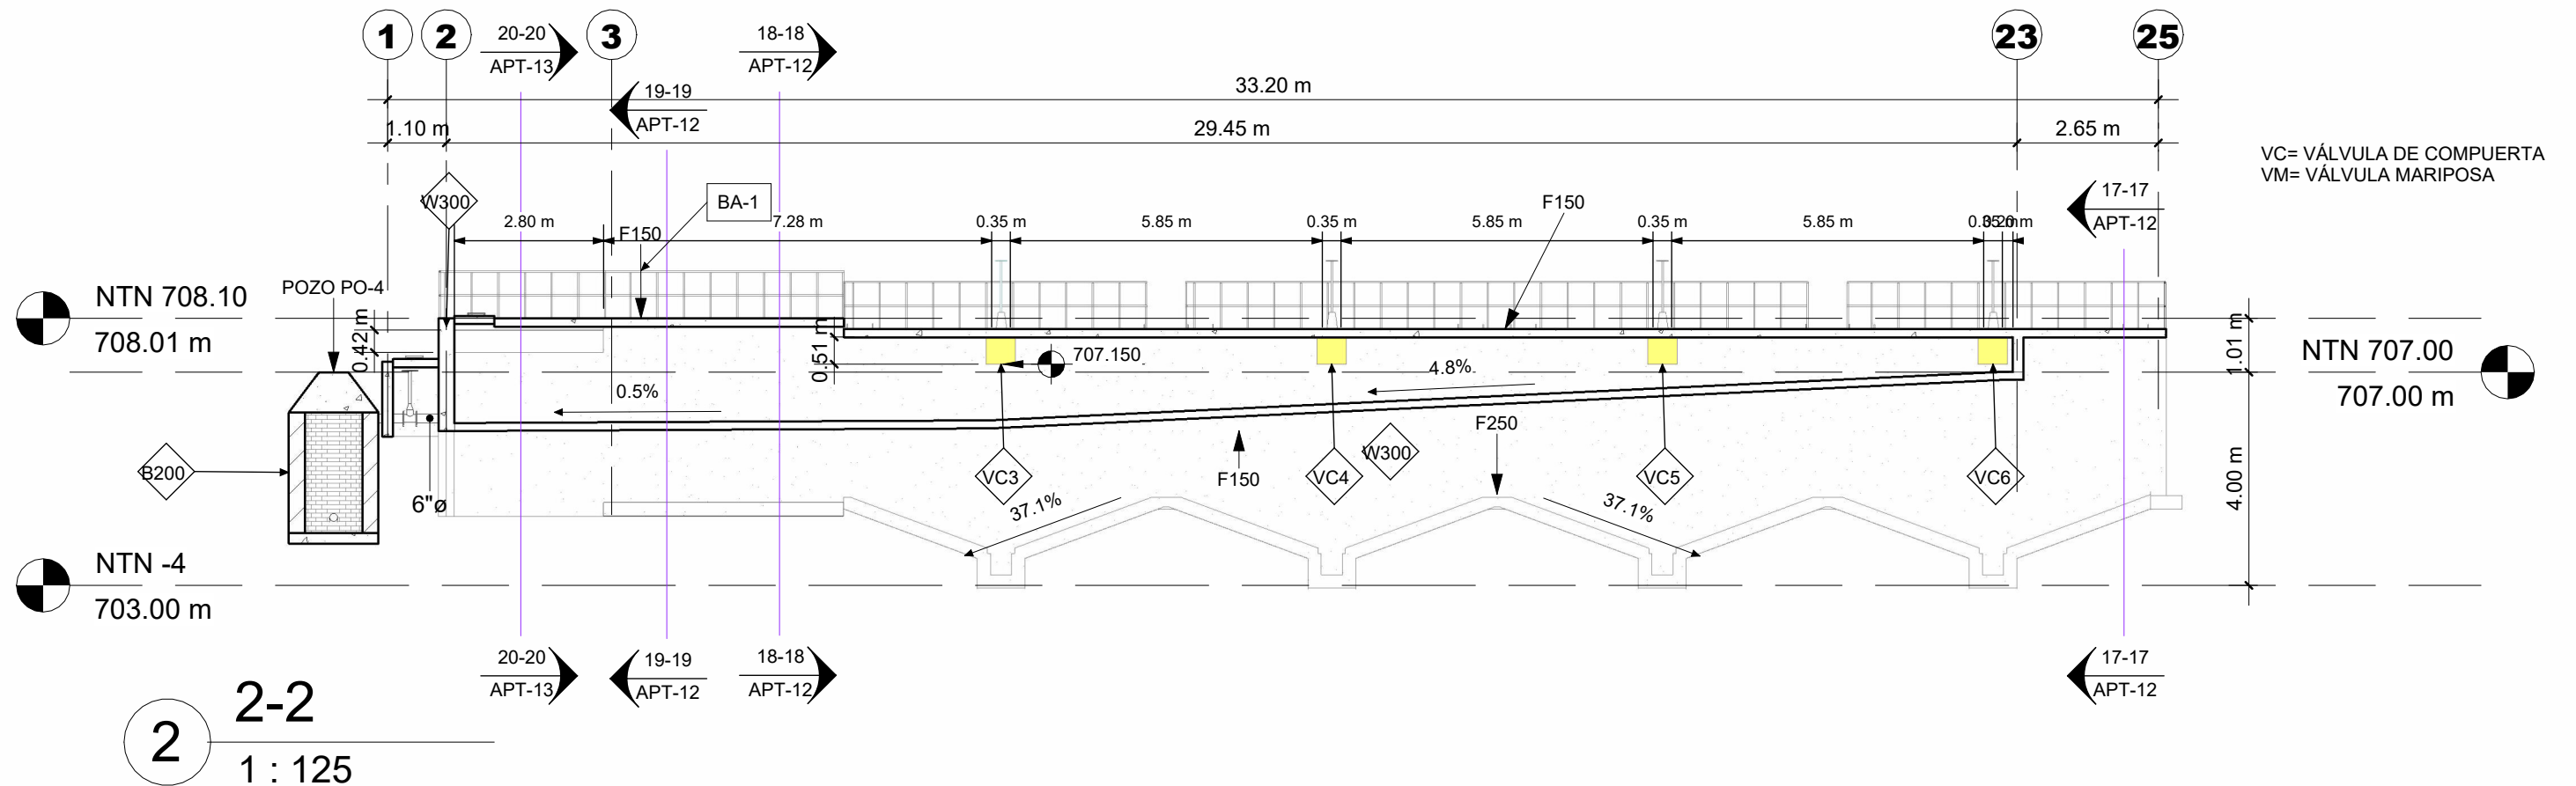 1
2
20-20
APT-13
3
18-18
APT-12
23
25
33.20 m
19-19
APT-12
1.10 m
29.45 m
2.65 m
VC= VÁLVULA DE COMPUERTA
VM= VÁLVULA MARIPOSA
17-17
APT-12
W300
BA-1
F150
2.80 m
F150
7.28 m
0.35 m
5.85 m
0.35 m
5.85 m
0.35 m
5.85 m
0.35
0.20 m
POZO PO-4
NTN 708.10
708.01 m
0.42 m
0.51 m
707.150
4.8%
0.5%
1.01 m
NTN 707.00
707.00 m
B200
6"ø
VC3
37.1%
F150
VC4
W300
F250
37.1%
VC5
VC6
4.00 m
NTN -4
703.00 m
20-20
APT-13
19-19
APT-12
18-18
APT-12
17-17
APT-12
2
2-2
1 : 125